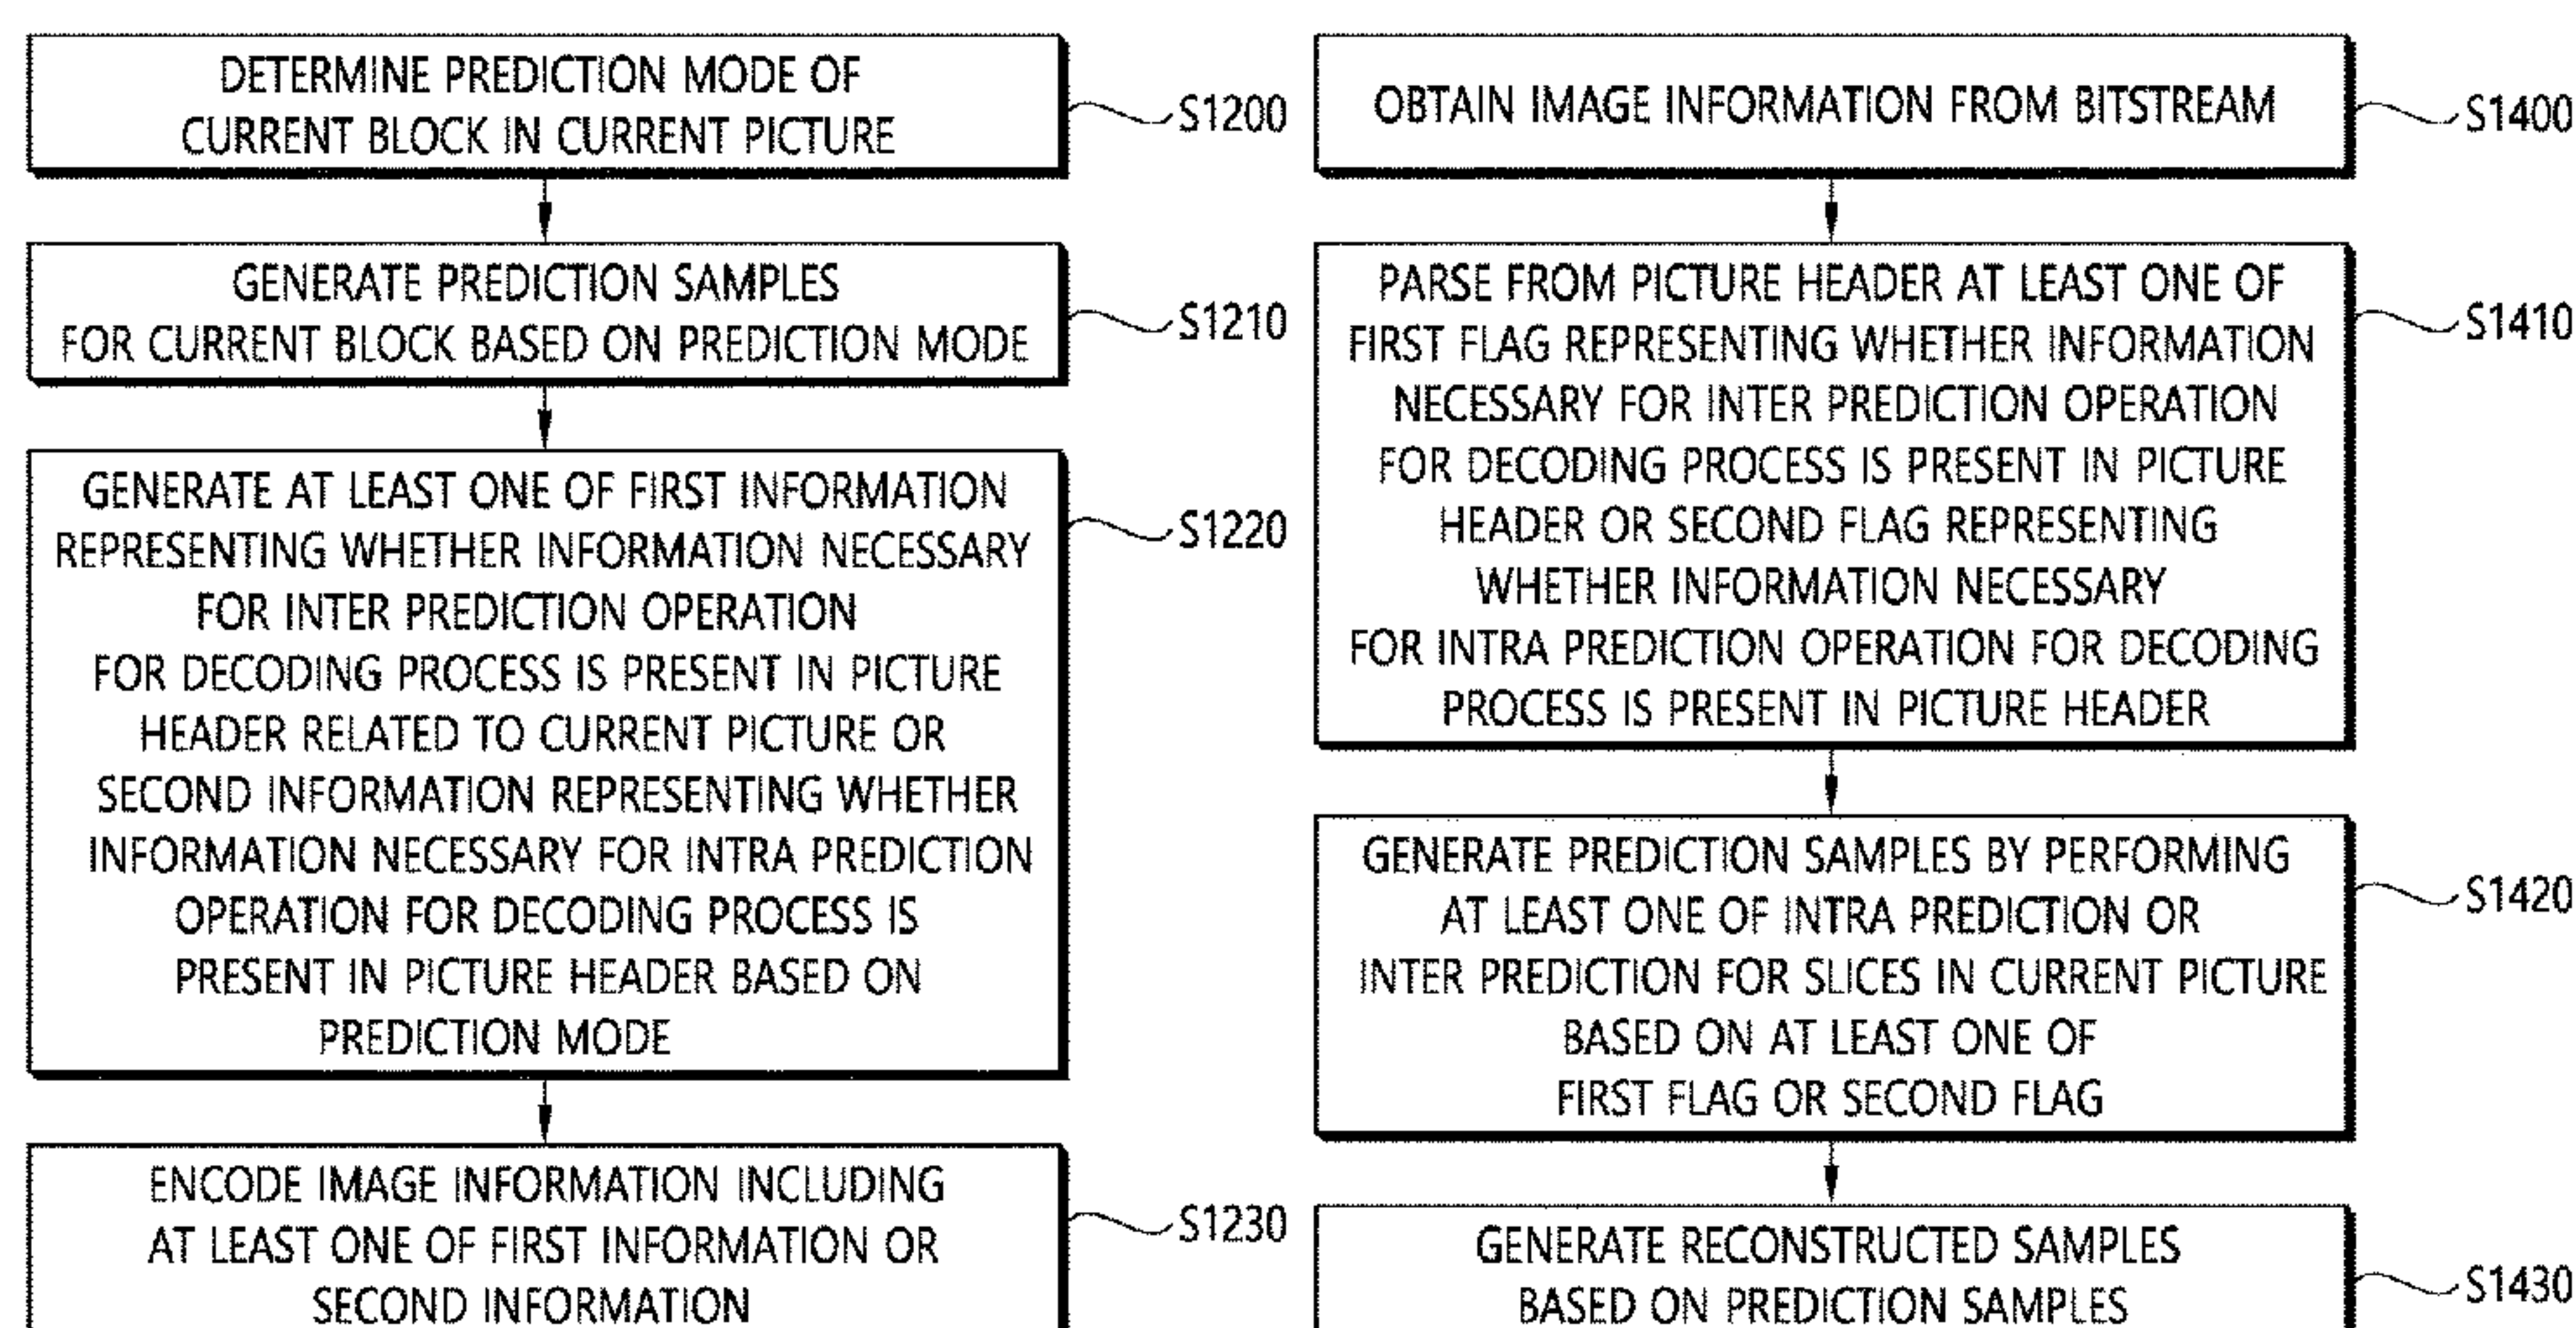 DETERMINE PREDICTION MODE OF
CURRENT BLOCK IN CURRENT PICTURE
S1200
GENERATE PREDICTION SAMPLES
FOR CURRENT BLOCK BASED ON PREDICTION MODE
S1210
GENERATE AT LEAST ONE OF FIRST INFORMATION
REPRESENTING WHETHER INFORMATION NECESSARY
FOR INTER PREDICTION OPERATION
FOR DECODING PROCESS IS PRESENT IN PICTURE
HEADER RELATED TO CURRENT PICTURE OR
SECOND INFORMATION REPRESENTING WHETHER
INFORMATION NECESSARY FOR INTRA PREDICTION
OPERATION FOR DECODING PROCESS IS
PRESENT IN PICTURE HEADER BASED ON
PREDICTION MODE
S1220
ENCODE IMAGE INFORMATION INCLUDING
AT LEAST ONE OF FIRST INFORMATION OR
SECOND INFORMATION
S1230
OBTAIN IMAGE INFORMATION FROM BITSTREAM
S1400
PARSE FROM PICTURE HEADER AT LEAST ONE OF
FIRST FLAG REPRESENTING WHETHER INFORMATION
NECESSARY FOR INTER PREDICTION OPERATION
FOR DECODING PROCESS IS PRESENT IN PICTURE
HEADER OR SECOND FLAG REPRESENTING
WHETHER INFORMATION NECESSARY
FOR INTRA PREDICTION OPERATION FOR DECODING
PROCESS IS PRESENT IN PICTURE HEADER
S1410
GENERATE PREDICTION SAMPLES BY PERFORMING
AT LEAST ONE OF INTRA PREDICTION OR
INTER PREDICTION FOR SLICES IN CURRENT PICTURE
BASED ON AT LEAST ONE OF
FIRST FLAG OR SECOND FLAG
S1420
GENERATE RECONSTRUCTED SAMPLES
BASED ON PREDICTION SAMPLES
S1430